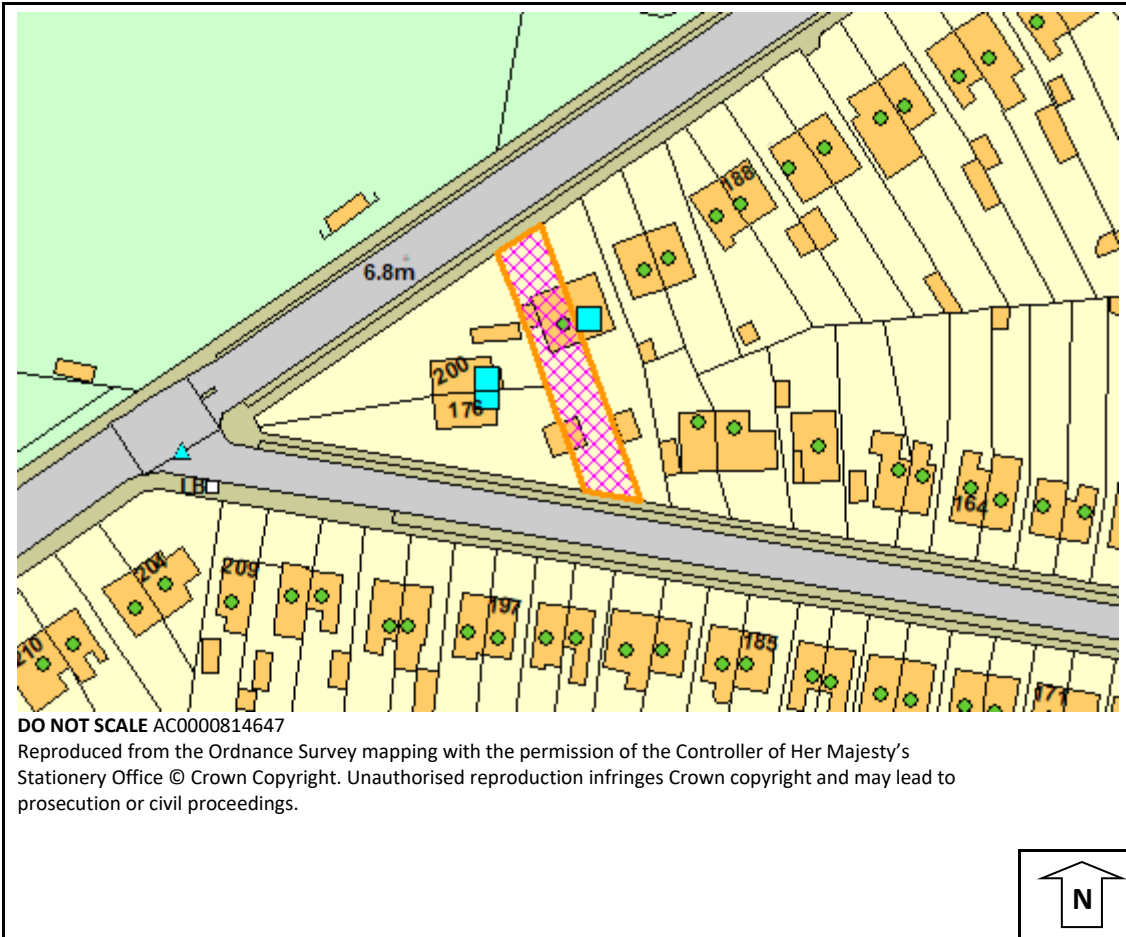 188
6.8m
200
176
LB
164
209
201
197
185
210
171
DO NOT SCALE AC0000814647
Reproduced from the Ordnance Survey mapping with the permission of the Controller of Her Majesty’s
Stationery Office © Crown Copyright. Unauthorised reproduction infringes Crown copyright and may lead to
prosecution or civil proceedings.
N